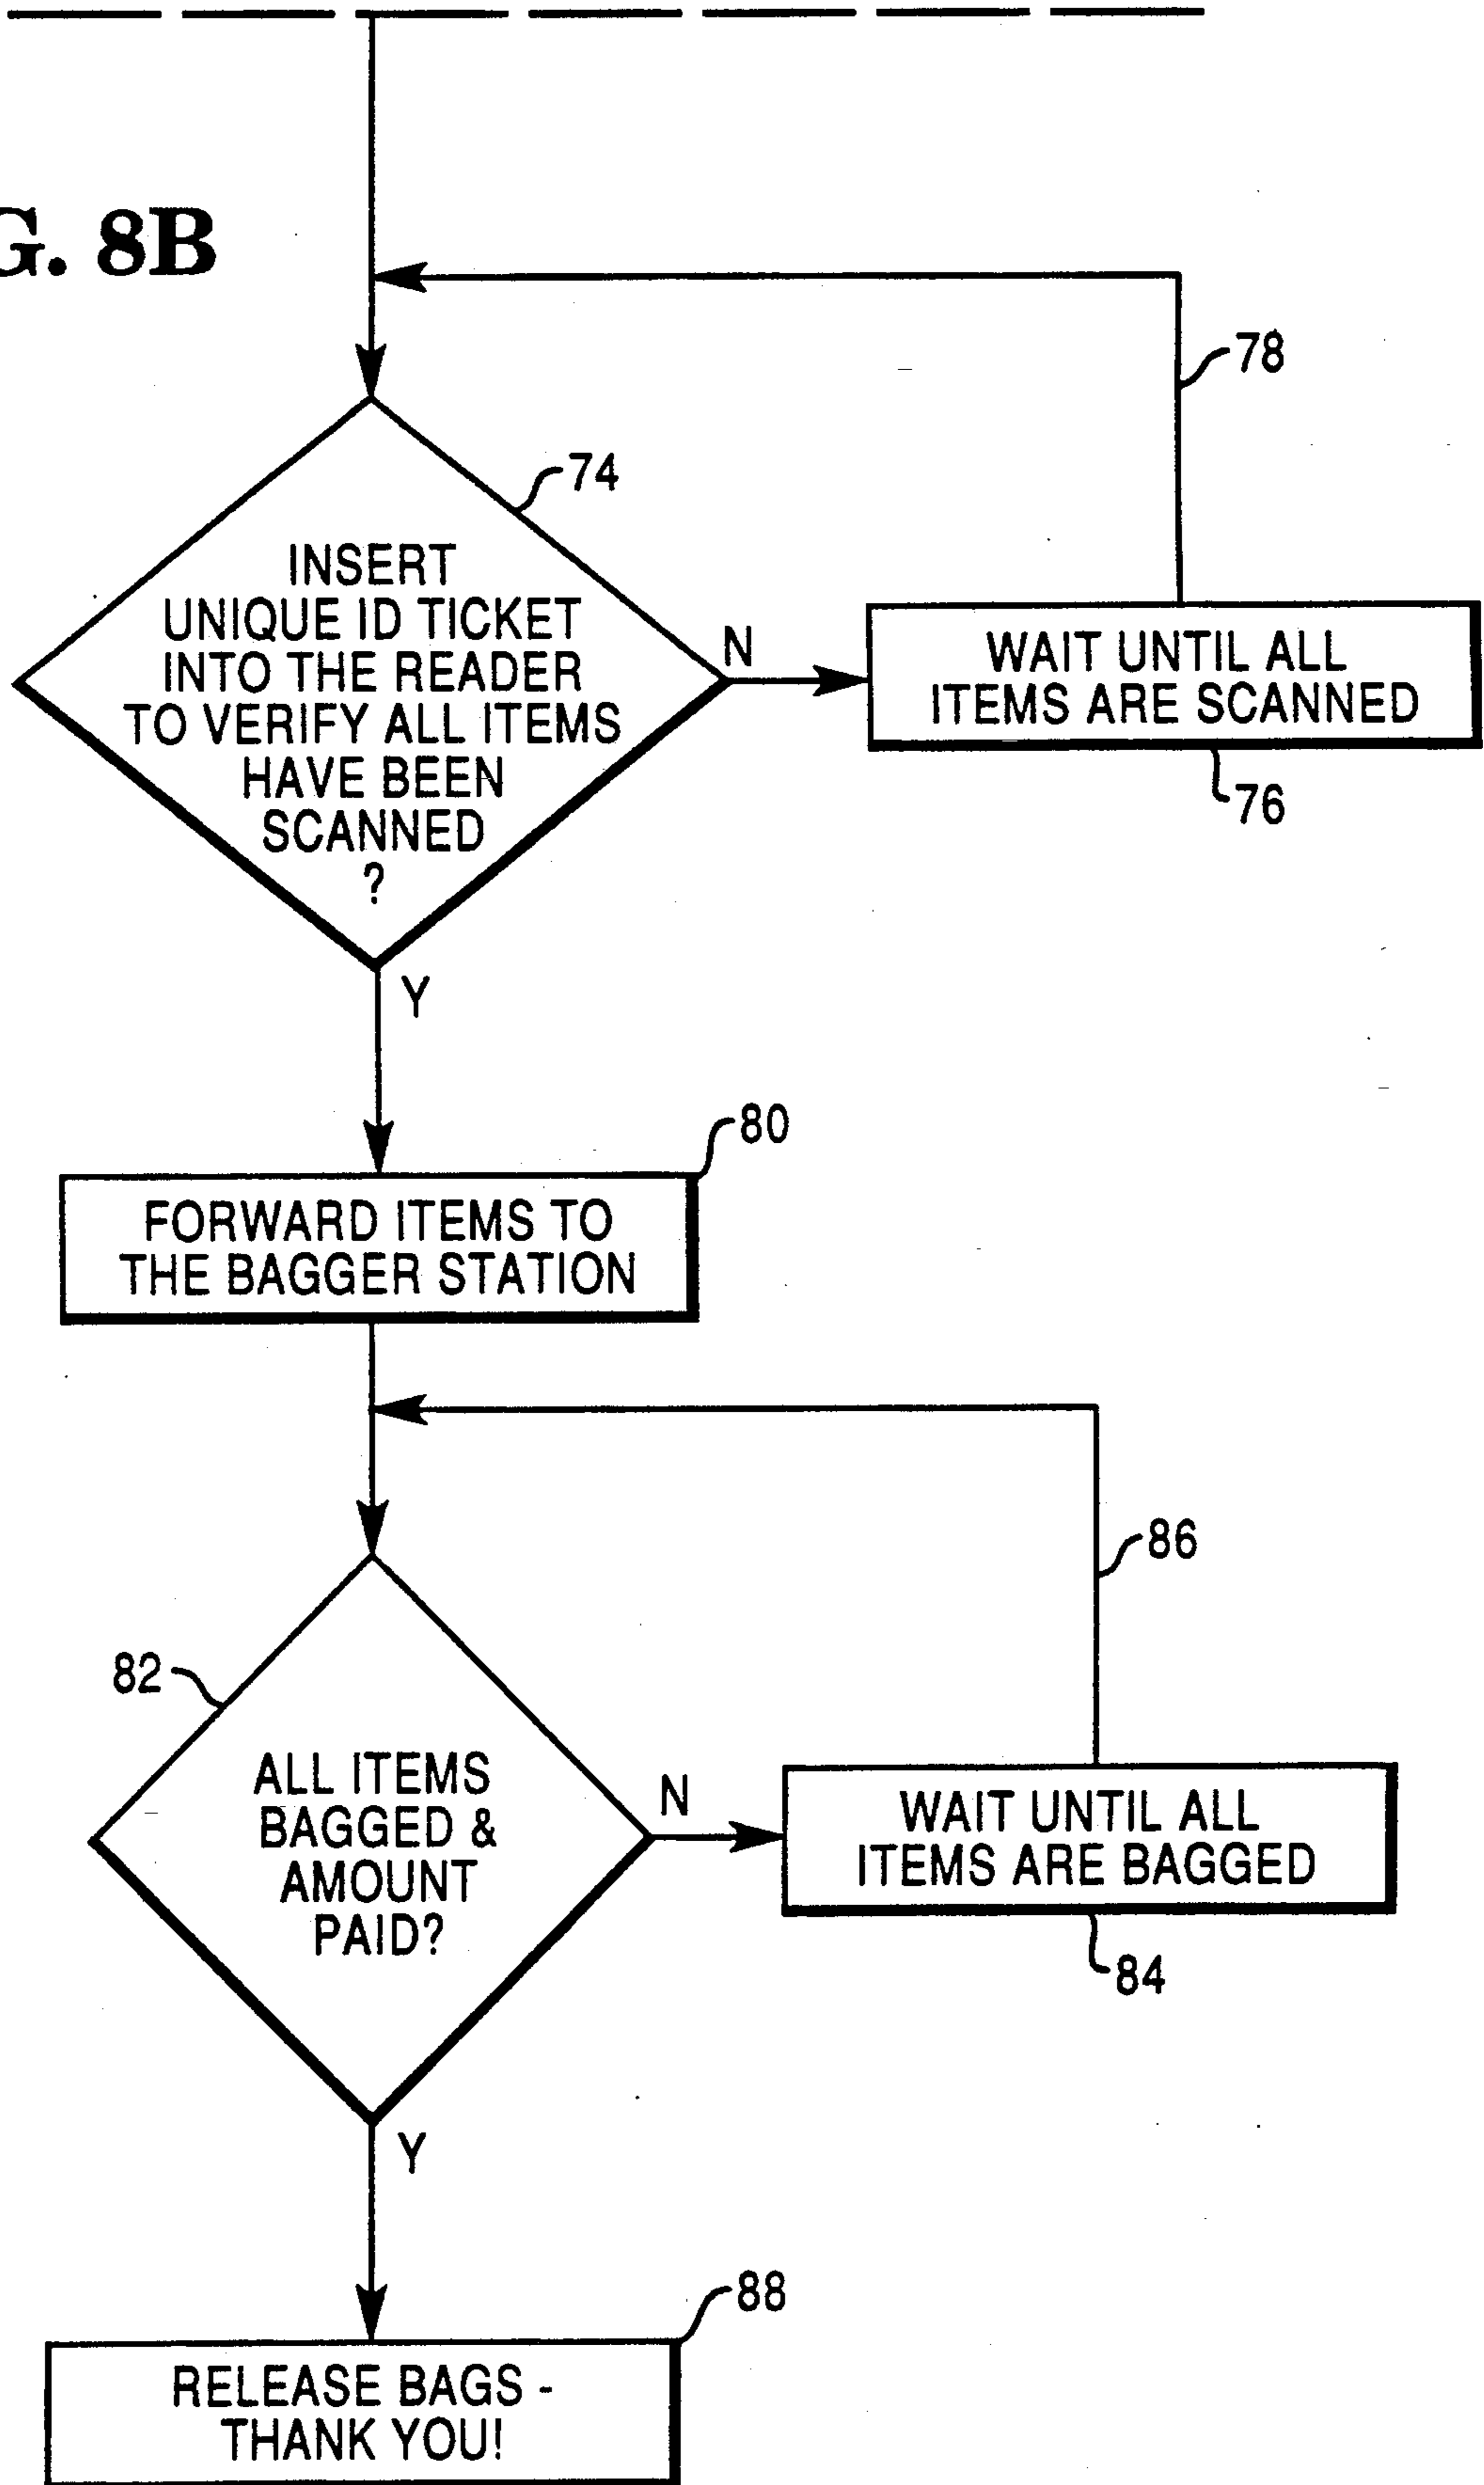 G. 8B
78
74
INSERT
UNIQUE ID TICKET
INTO THE READER
TO VERIFY ALL ITEMS
HAVE BEEN
SCANNED
?
N
WAIT UNTIL ALL
ITEMS ARE SCANNED
76
Y
80
FORWARD ITEMS TO
THE BAGGER STATION
86
82
ALL ITEMS
BAGGED &
AMOUNT
PAID?
N
WAIT UNTIL ALL
ITEMS ARE BAGGED
84
Y
88
RELEASE BAGS -
THANK YOU!